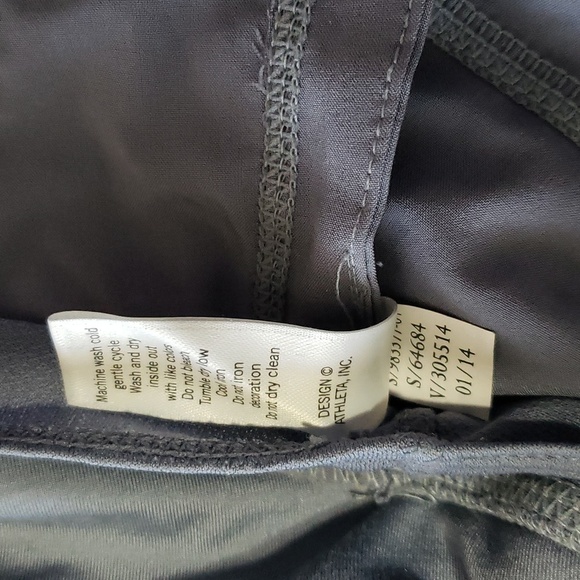 Machine wash cold
gentle cycle
Wash and dry
inside out
with like colors
Do not bleach
Tumble dry low
Cool iron
Do not iron
decoration
Do not dry clean
DESIGN ©
ATHLETA, INC.
S/64684
V/305514
01/14